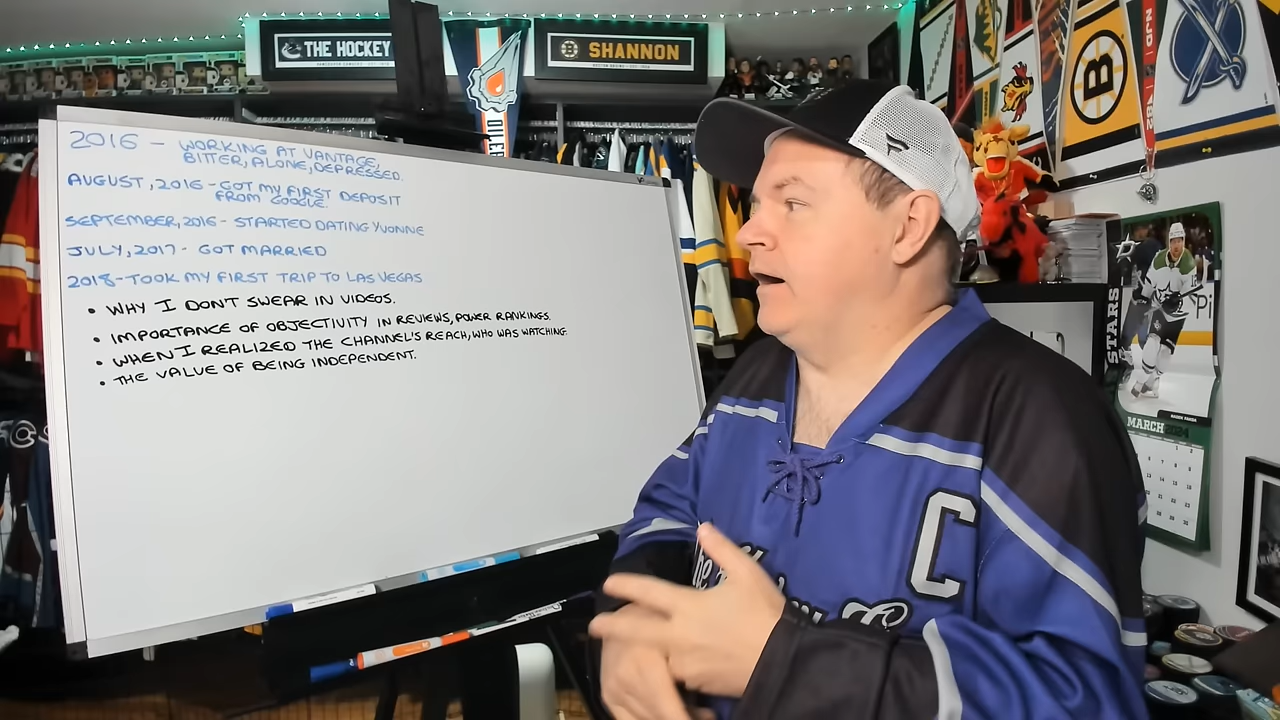 THE HOCKEY
SHANNON
OILERS
2016 - WORKING AT VANTAGE,
BITTER, ALONE, DEPRESSED.
AUGUST, 2016 - GOT MY FIRST DEPOSIT
FROM GOOGLE.
SEPTEMBER, 2016 - STARTED DATING YVONNE
JULY, 2017 - GOT MARRIED
2018 - TOOK MY FIRST TRIP TO LAS VEGAS
• WHY I DON'T SWEAR IN VIDEOS.
• IMPORTANCE OF OBJECTIVITY IN REVIEWS, POWER RANKINGS.
• WHEN I REALIZED THE CHANNEL'S REACH, WHO WAS WATCHING.
• THE VALUE OF BEING INDEPENDENT.
C
B
STARS
MARCH 2024